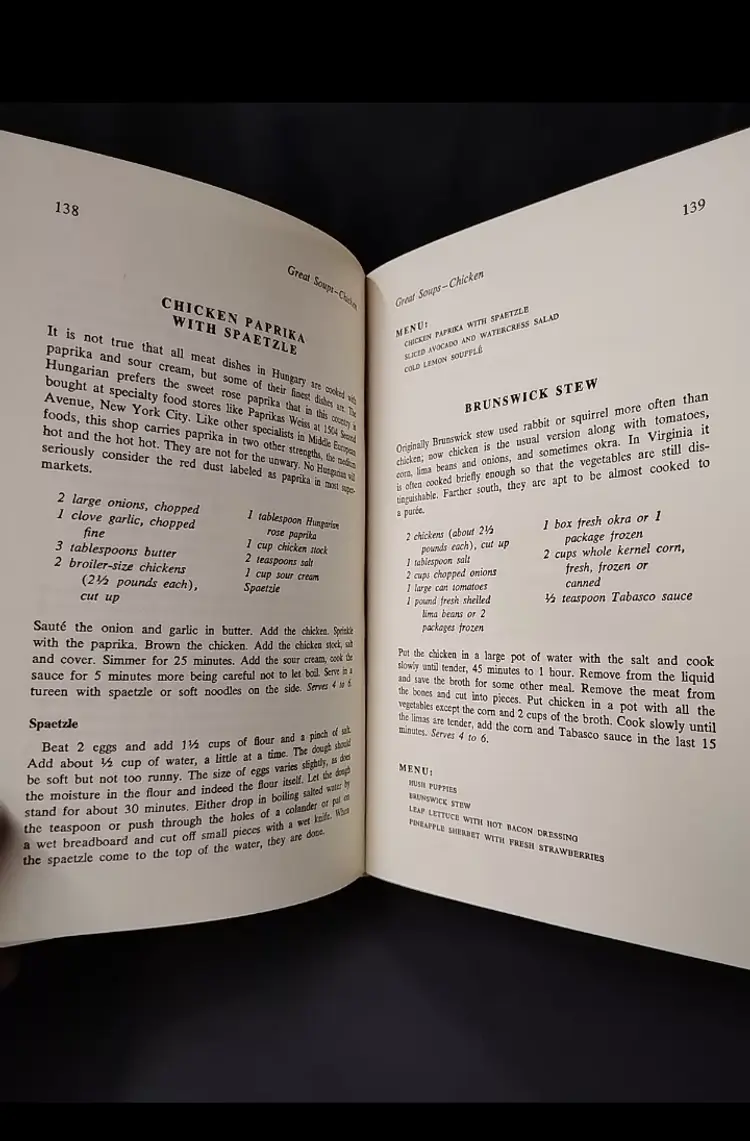 138
Great Soups–Chicken
CHICKEN PAPRIKA
WITH SPAETZLE
It is not true that all meat dishes in Hungary are cooked with
paprika and sour cream, but some of their finest dishes are. The
Hungarian prefers the sweet rose paprika that in this country is
bought at specialty food stores like Paprikas Weiss at 1504 Second
Avenue, New York City. Like other specialists in Middle European
foods, this shop carries paprika in two other strengths, the medium
hot and the hot hot. They are not for the unwary. No Hungarian will
seriously consider the red dust labeled as paprika in most super-
markets.
2 large onions, chopped
1 clove garlic, chopped
fine
3 tablespoons butter
2 broiler-size chickens
(2½ pounds each),
cut up
1 tablespoon Hungarian
rose paprika
1 cup chicken stock
2 teaspoons salt
1 cup sour cream
Spaetzle
Sauté the onion and garlic in butter. Add the chicken. Sprinkle
with the paprika. Brown the chicken. Add the chicken stock, salt
and cover. Simmer for 25 minutes. Add the sour cream, cook the
sauce for 5 minutes more being careful not to let boil. Serve in a
tureen with spaetzle or soft noodles on the side. Serves 4 to 6.
Spaetzle
Beat 2 eggs and add 1½ cups of flour and a pinch of salt.
Add about ½ cup of water, a little at a time. The dough should
be soft but not too runny. The size of eggs varies slightly, as does
the moisture in the flour and indeed the flour itself. Let the dough
stand for about 30 minutes. Either drop in boiling salted water by
the teaspoon or push through the holes of a colander or put on
a wet breadboard and cut off small pieces with a wet knife. When
the spaetzle come to the top of the water, they are done.
139
Great Soups–Chicken
MENU:
CHICKEN PAPRIKA WITH SPAETZLE
SLICED AVOCADO AND WATERCRESS SALAD
COLD LEMON SOUFFLÉ
BRUNSWICK STEW
Originally Brunswick stew used rabbit or squirrel more often than
chicken; now chicken is the usual version along with tomatoes,
corn, lima beans and onions, and sometimes okra. In Virginia it
is often cooked briefly enough so that the vegetables are still dis-
tinguishable. Farther south, they are apt to be almost cooked to
a purée.
2 chickens (about 2½
pounds each), cut up
1 tablespoon salt
2 cups chopped onions
1 large can tomatoes
1 pound fresh shelled
lima beans or 2
packages frozen
1 box fresh okra or 1
package frozen
2 cups whole kernel corn,
fresh, frozen or
canned
½ teaspoon Tabasco sauce
Put the chicken in a large pot of water with the salt and cook
slowly until tender, 45 minutes to 1 hour. Remove from the liquid
and save the broth for some other meal. Remove the meat from
the bones and cut into pieces. Put chicken in a pot with all the
vegetables except the corn and 2 cups of the broth. Cook slowly until
the limas are tender, add the corn and Tabasco sauce in the last 15
minutes. Serves 4 to 6.
MENU:
HUSH PUPPIES
BRUNSWICK STEW
LEAF LETTUCE WITH HOT BACON DRESSING
PINEAPPLE SHERBET WITH FRESH STRAWBERRIES